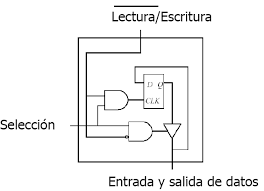 Lectura/Escritura
D Q
CLK
Selección
Entrada y salida de datos